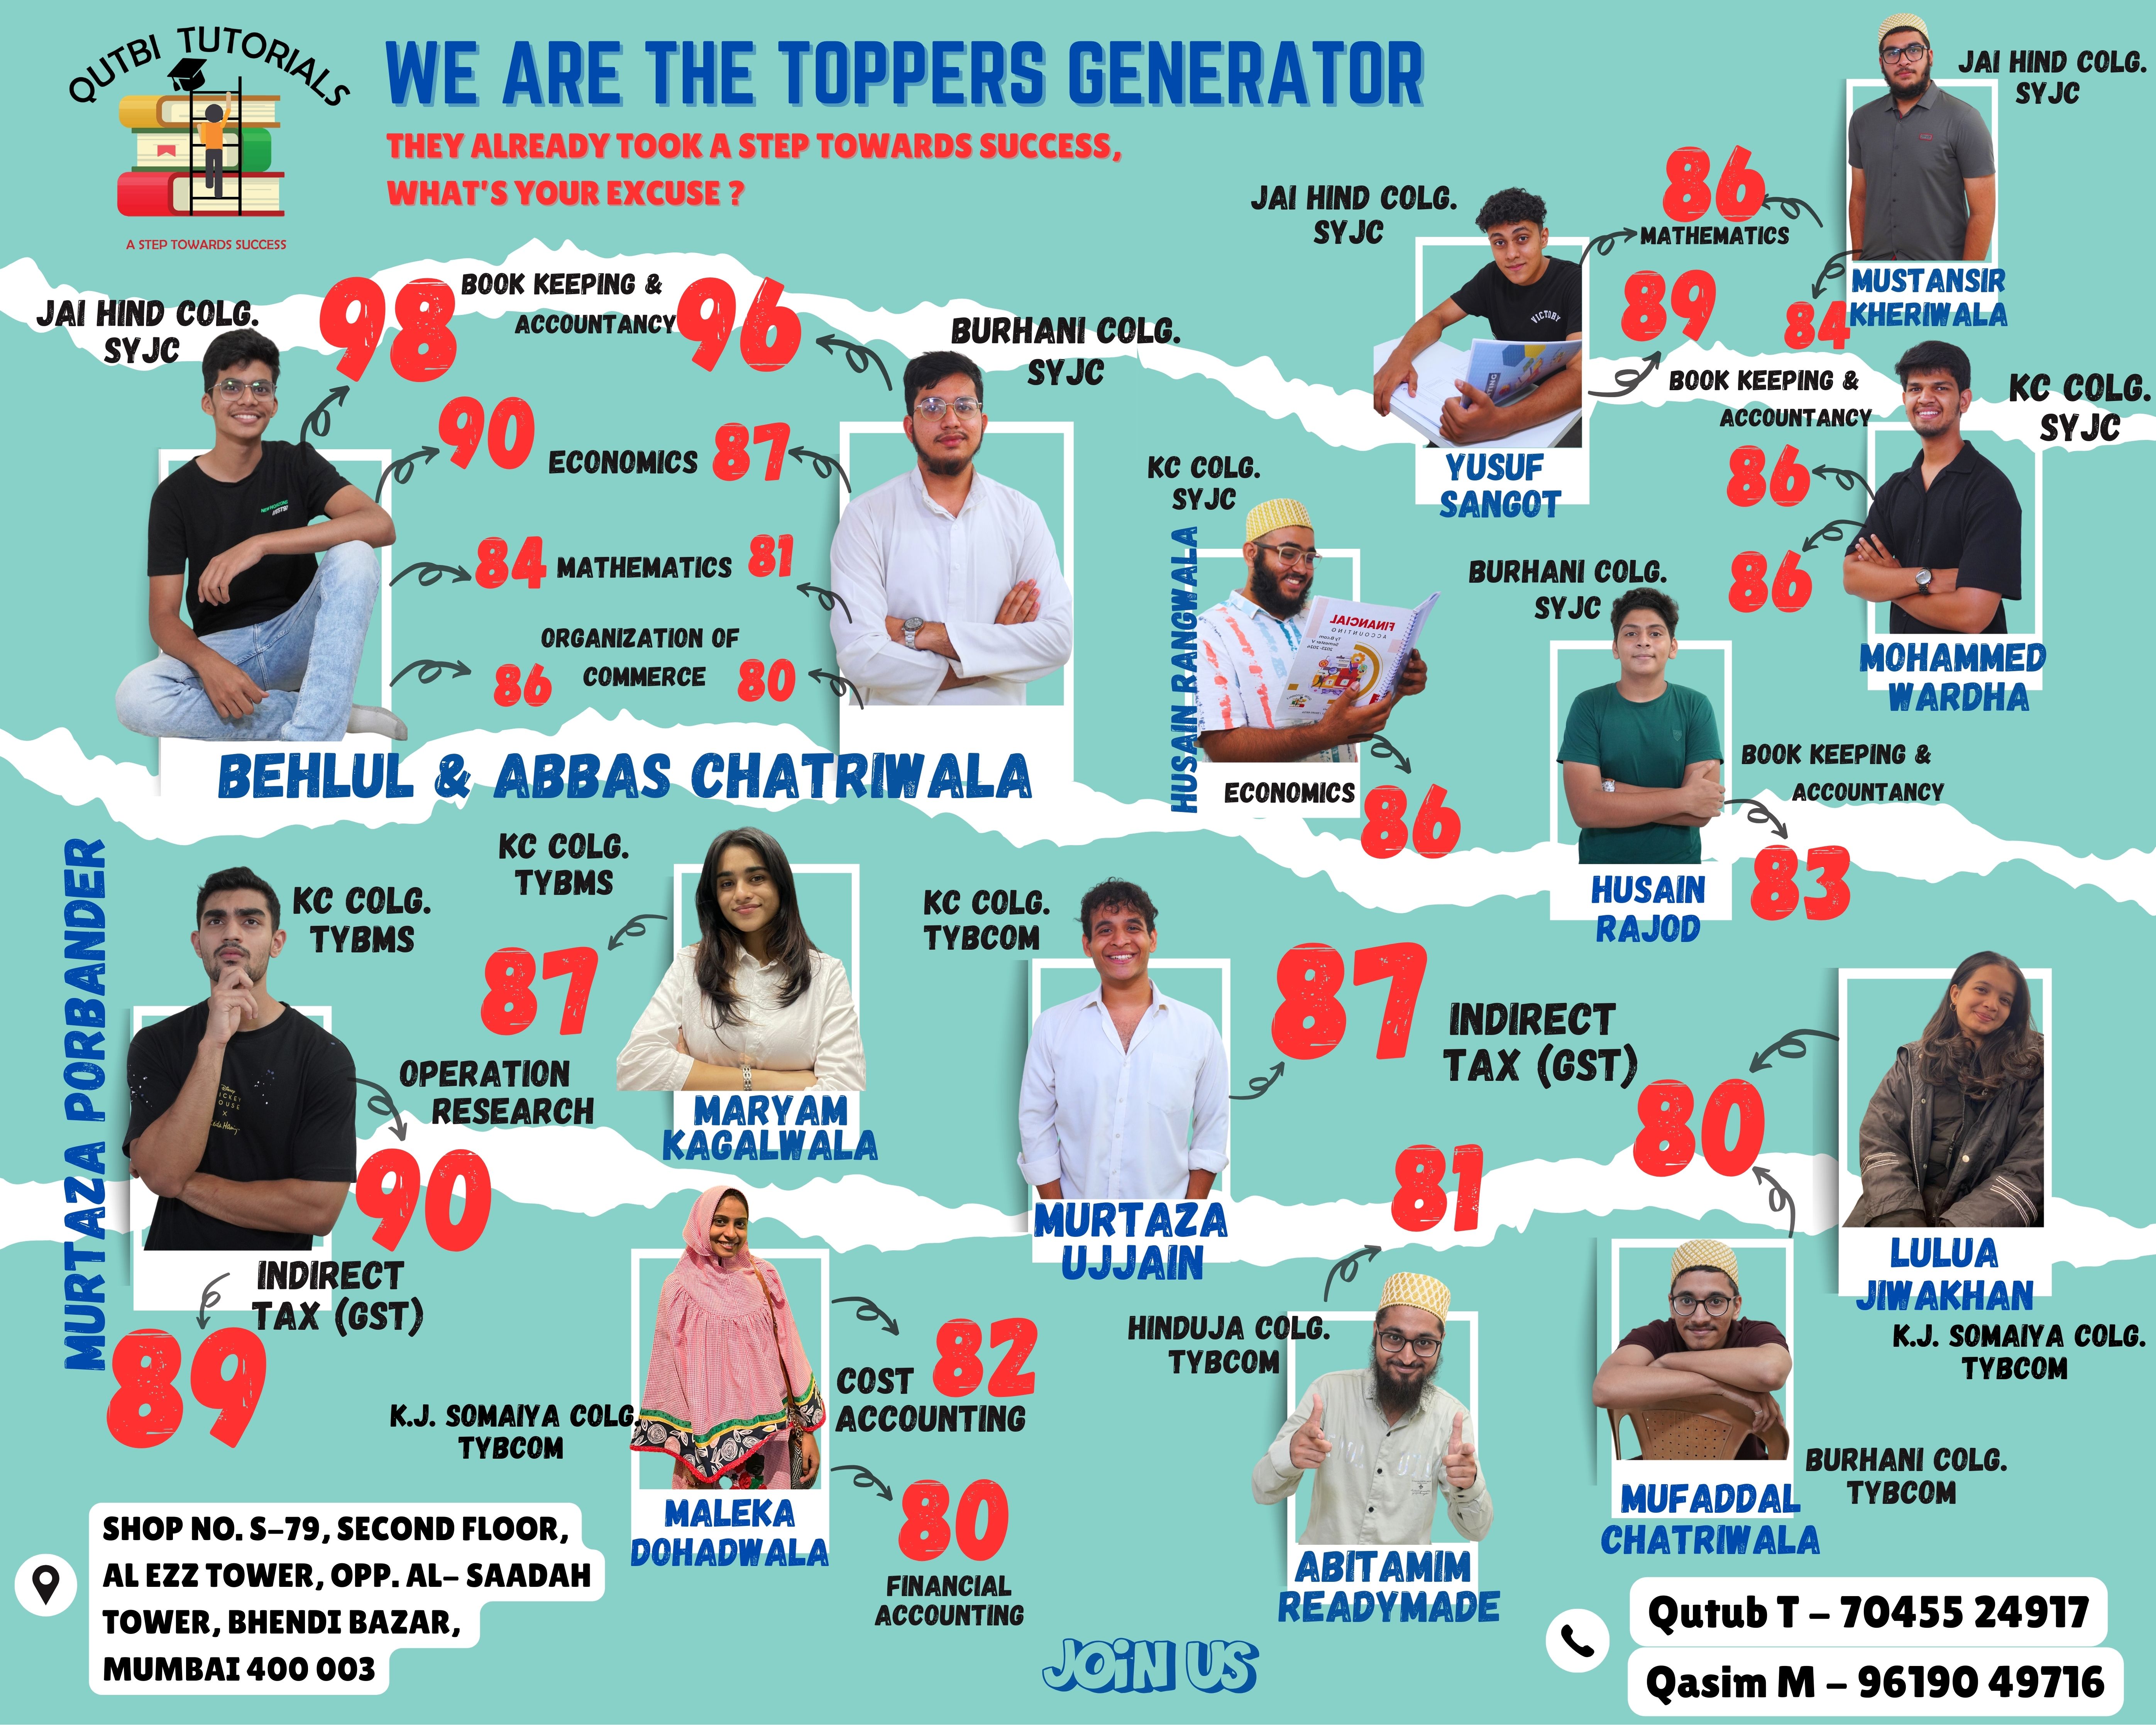 QUTBI TUTORIALS
A STEP TOWARDS SUCCESS
WE ARE THE TOPPERS GENERATOR
THEY ALREADY TOOK A STEP TOWARDS SUCCESS,
WHAT'S YOUR EXCUSE ?
JAI HIND COLG.
SYJC
98
BOOK KEEPING &
ACCOUNTANCY
96
BURHANI COLG.
SYJC
90
ECONOMICS
87
84
MATHEMATICS
81
86
ORGANIZATION OF
COMMERCE
80
BEHLUL & ABBAS CHATRIWALA
JAI HIND COLG.
SYJC
VICTORY
YUSUF
SANGOT
86
MATHEMATICS
89
84
JAI HIND COLG.
SYJC
MUSTANSIR
KHERIWALA
BOOK KEEPING &
ACCOUNTANCY
86
86
KC COLG.
SYJC
MOHAMMED
WARDHA
KC COLG.
SYJC
HUSAIN RANGWALA
FINANCIAL
ACCOUNTING
ECONOMICS
86
BURHANI COLG.
SYJC
HUSAIN
RAJOD
BOOK KEEPING &
ACCOUNTANCY
83
MURTAZA PORBANDER
KC COLG.
TYBMS
OPERATION
RESEARCH
90
INDIRECT
TAX (GST)
89
KC COLG.
TYBMS
87
MARYAM
KAGALWALA
KC COLG.
TYBCOM
MURTAZA
UJJAIN
87
INDIRECT
TAX (GST)
80
81
LULUA
JIWAKHAN
K.J. SOMAIYA COLG.
TYBCOM
K.J. SOMAIYA COLG.
TYBCOM
MALEKA
DOHADWALA
COST
ACCOUNTING
82
80
FINANCIAL
ACCOUNTING
HINDUJA COLG.
TYBCOM
ABITAMIM
READYMADE
BURHANI COLG.
TYBCOM
MUFADDAL
CHATRIWALA
SHOP NO. S-79, SECOND FLOOR,
AL EZZ TOWER, OPP. AL- SAADAH
TOWER, BHENDI BAZAR,
MUMBAI 400 003
JOIN US
Qutub T - 70455 24917
Qasim M - 96190 49716